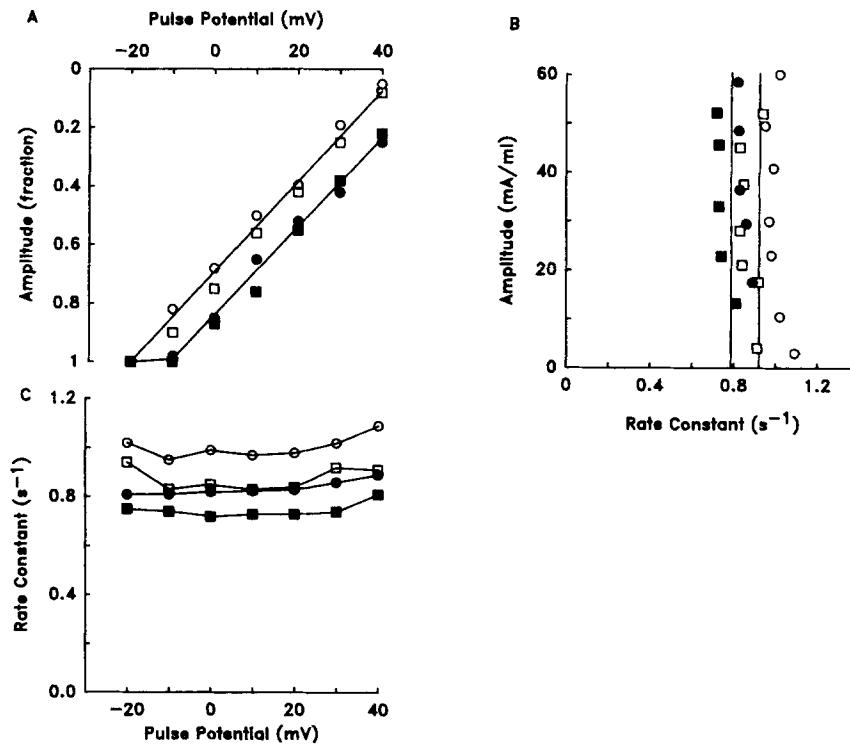 A
Pulse Potential (mV)
−20 0 20 40
0
0.2
0.4
0.6
0.8
1
Amplitude (fraction)
B
60
40
20
0
Amplitude (mA/ml)
0 0.4 0.8 1.2
Rate Constant (s−1)
C
1.2
0.8
0.4
0.0
Rate Constant (s−1)
−20 0 20 40
Pulse Potential (mV)